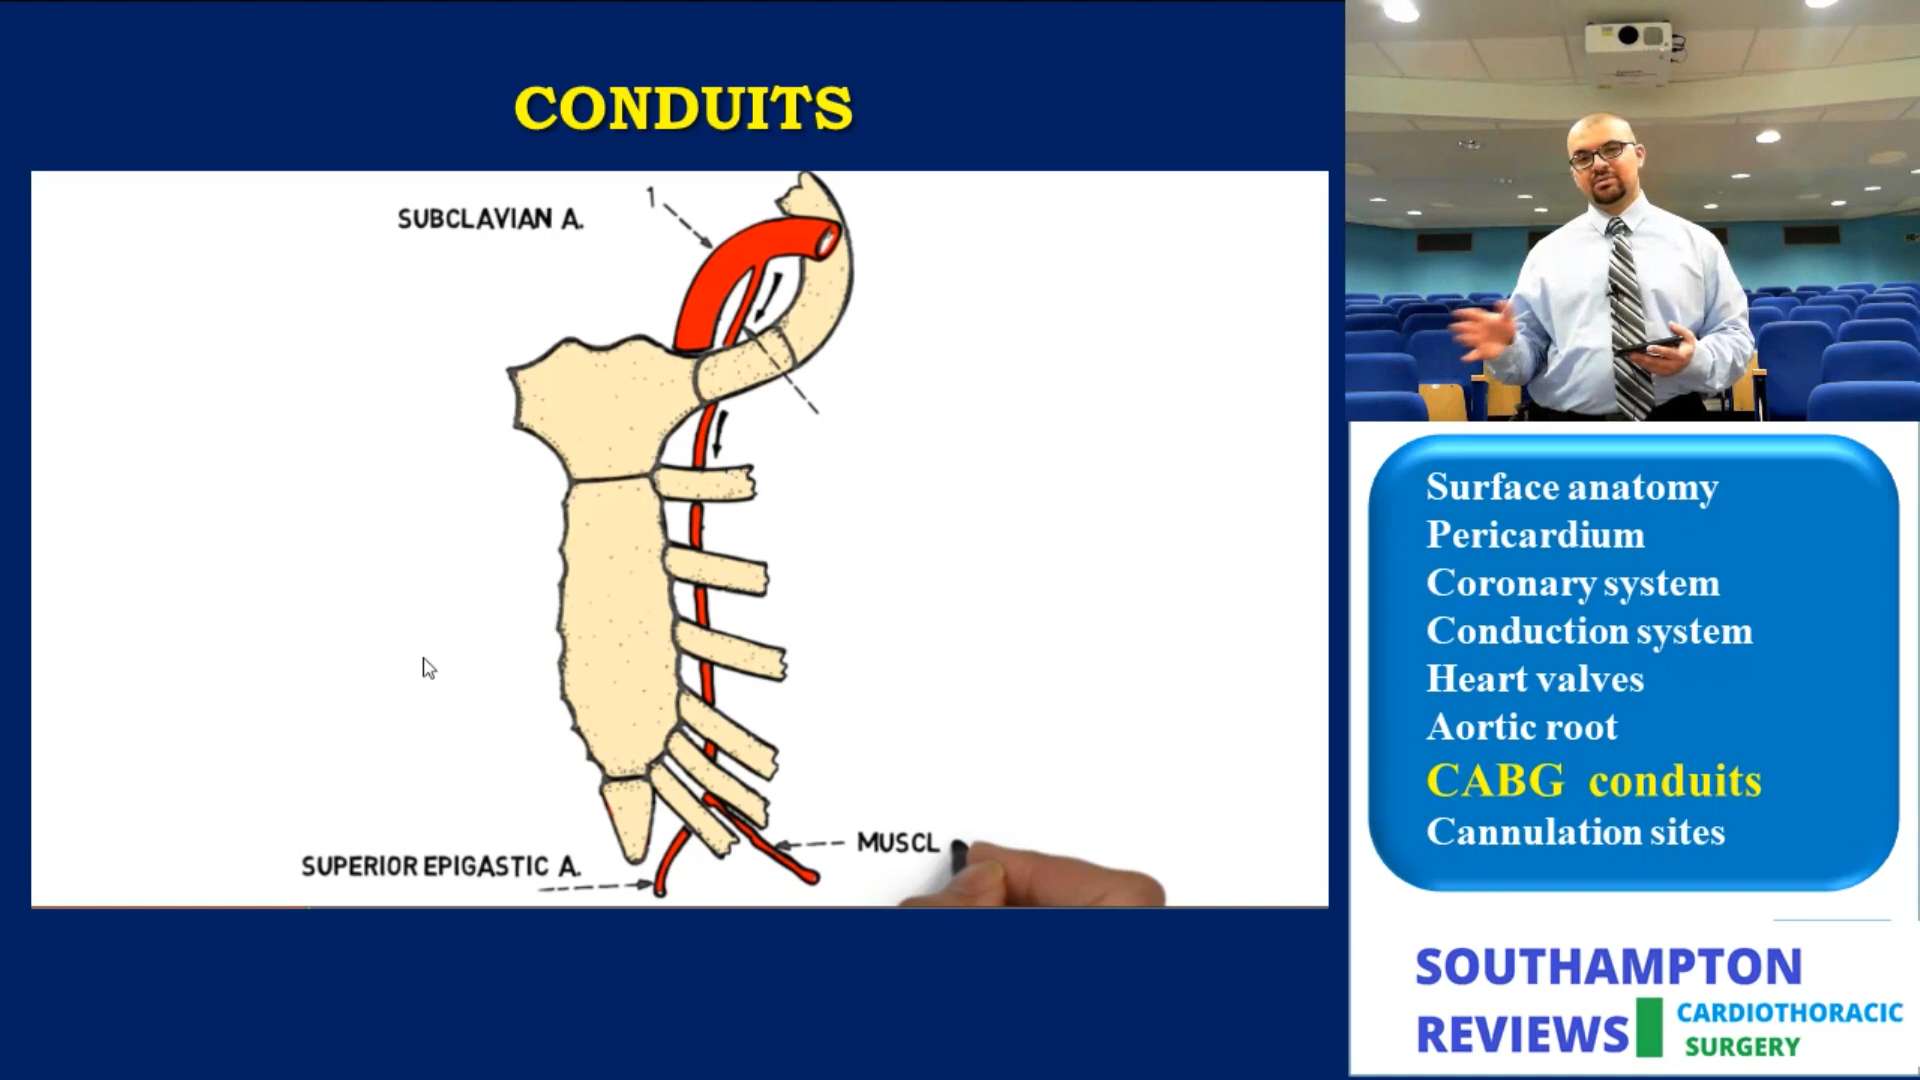 CONDUITS
SUBCLAVIAN A.
1
MUSCL
SUPERIOR EPIGASTIC A.
Surface anatomy
Pericardium
Coronary system
Conduction system
Heart valves
Aortic root
CABG conduits
Cannulation sites
SOUTHAMPTON
REVIEWS
CARDIOTHORACIC
SURGERY